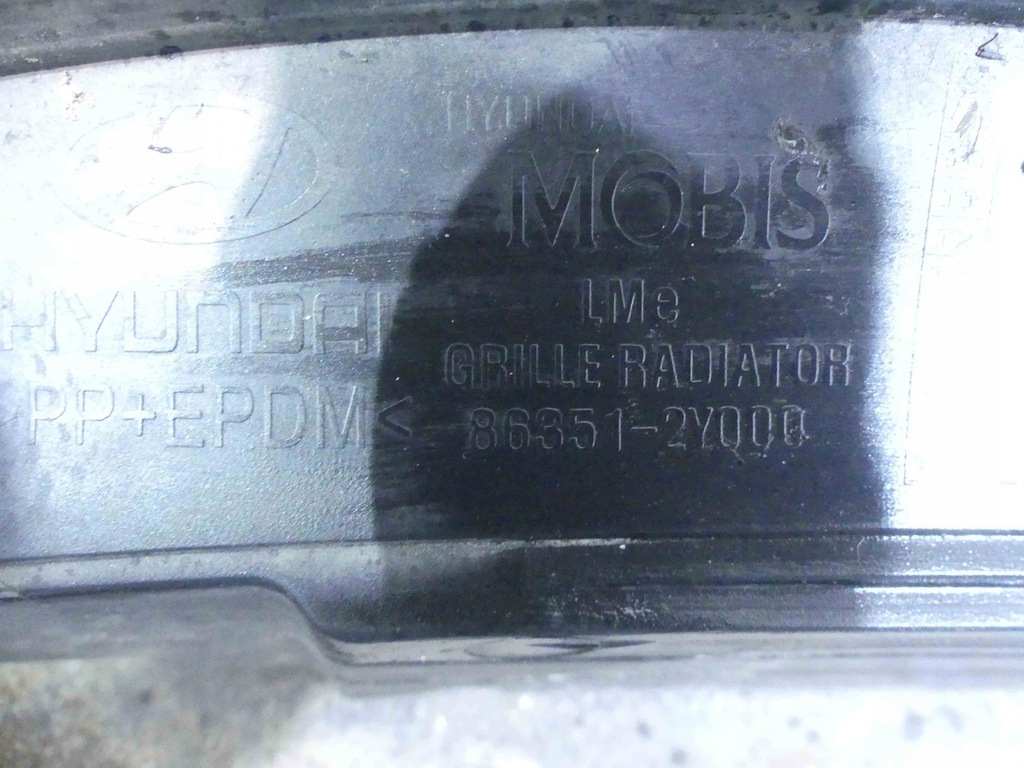 HYUNDAI
MOBIS
HYUNDAI
LMe
GRILLE RADIATOR
>PP+EPDM<
86351-2Y000